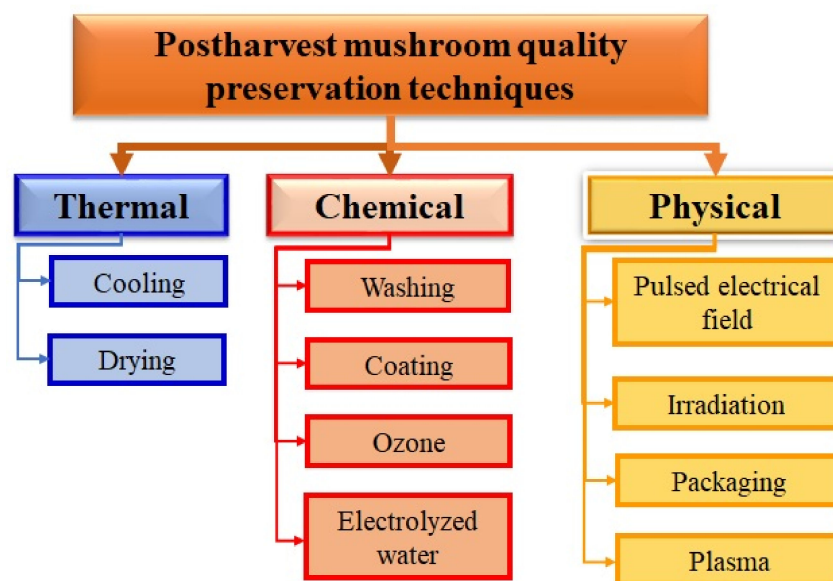 Postharvest mushroom quality
preservation techniques
Thermal
Cooling
Drying
Chemical
Washing
Coating
Ozone
Electrolyzed
water
Physical
Pulsed electrical
field
Irradiation
Packaging
Plasma